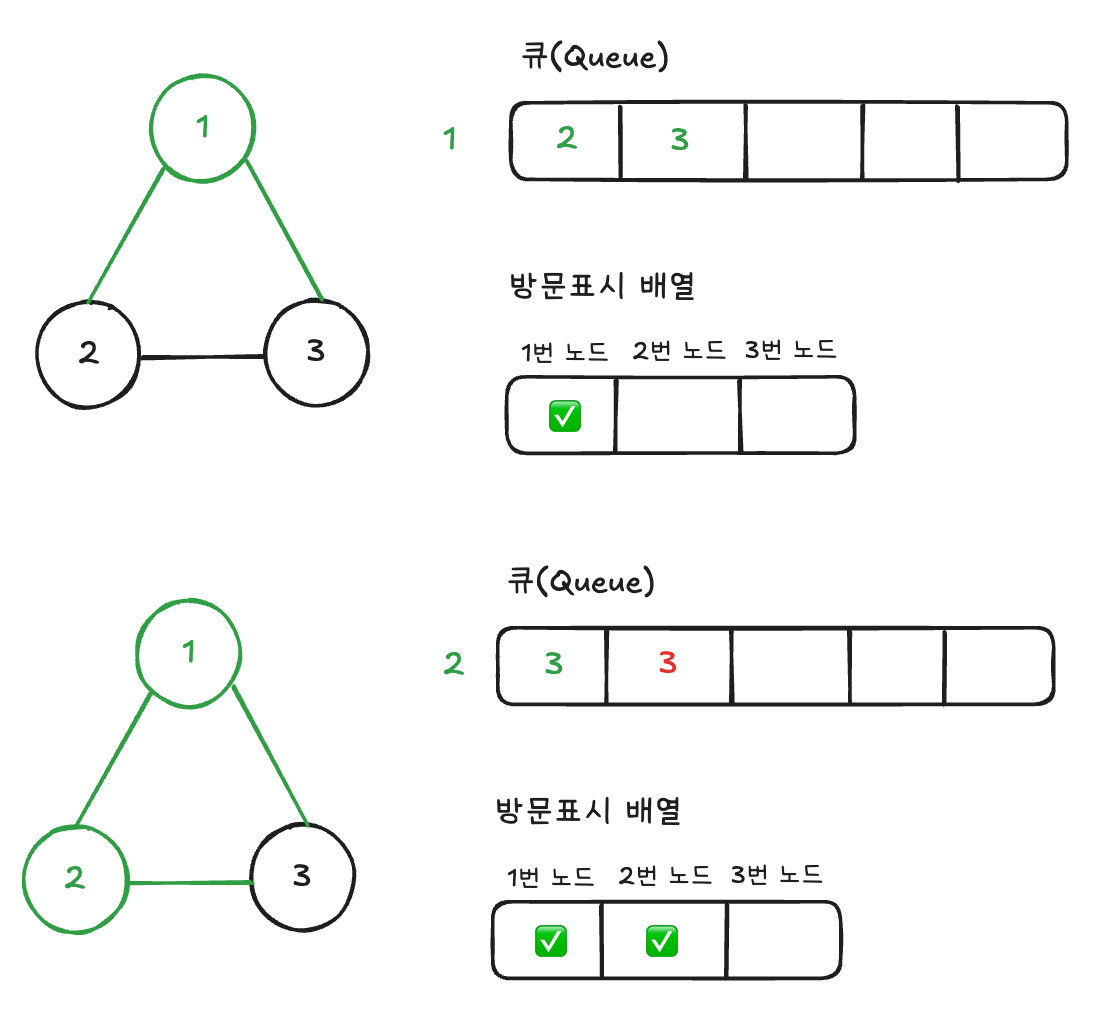 큐(Queue)
1
1 2 3
2 3
방문표시 배열
1번 노드 2번 노드 3번 노드
✅
큐(Queue)
1
2 3 3
2 3
방문표시 배열
1번 노드 2번 노드 3번 노드
✅ ✅